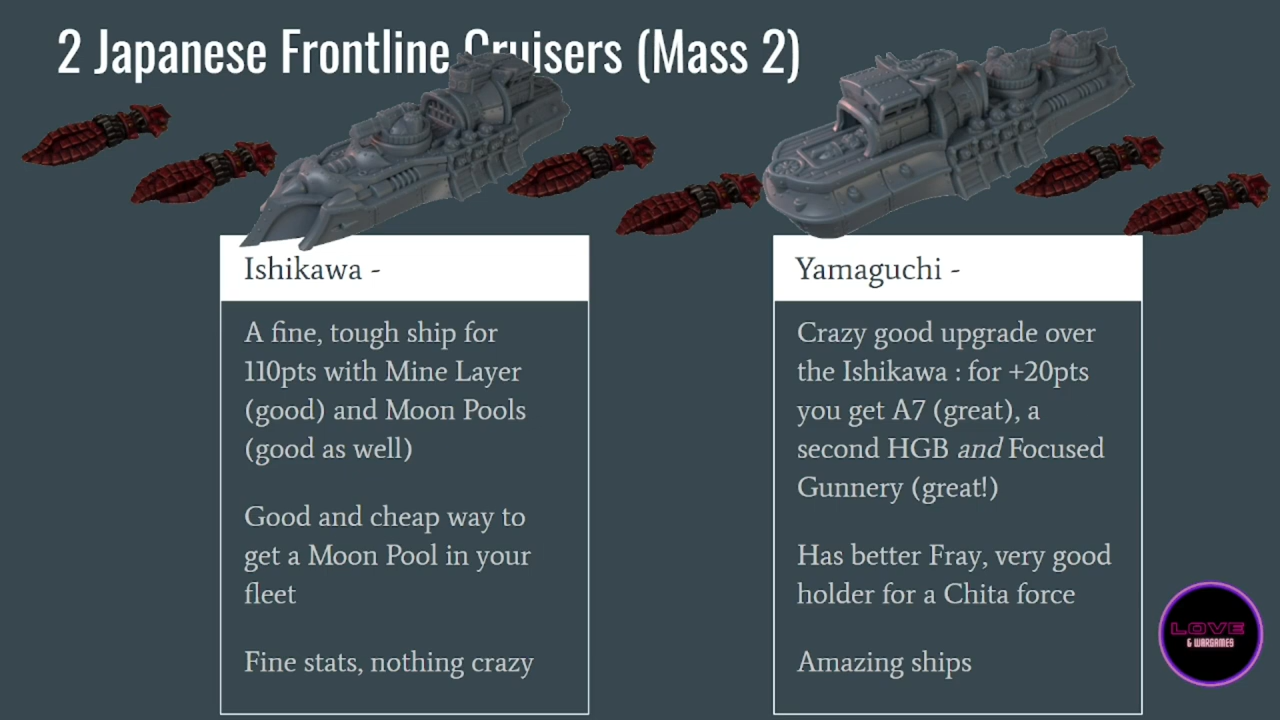 2 Japanese Frontline Cruisers (Mass 2)
Ishikawa -
A fine, tough ship for
110pts with Mine Layer
(good) and Moon Pools
(good as well)
Good and cheap way to
get a Moon Pool in your
fleet
Fine stats, nothing crazy
Yamaguchi -
Crazy good upgrade over
the Ishikawa : for +20pts
you get A7 (great), a
second HGB and Focused
Gunnery (great!)
Has better Fray, very good
holder for a Chita force
Amazing ships
LOVE
& WARGAMES